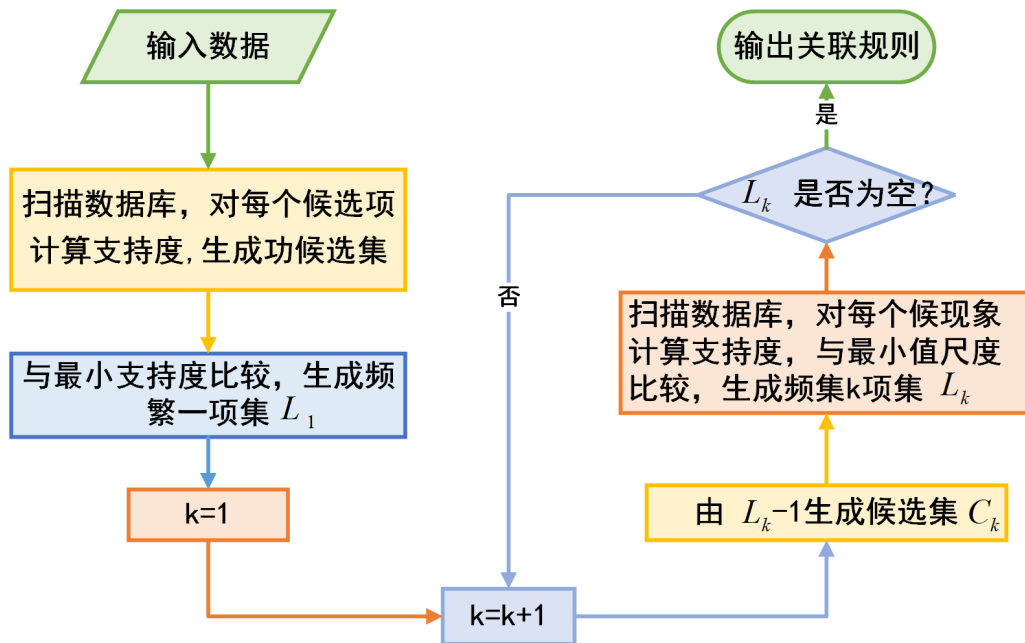 输入数据
扫描数据库，对每个候选项
计算支持度,生成功候选集
与最小支持度比较，生成频
繁一项集 L₁
k=1
k=k+1
由 Lₖ-1生成候选集 Cₖ
扫描数据库，对每个候现象
计算支持度，与最小值尺度
比较，生成频集k项集 Lₖ
Lₖ 是否为空？
否
是
输出关联规则